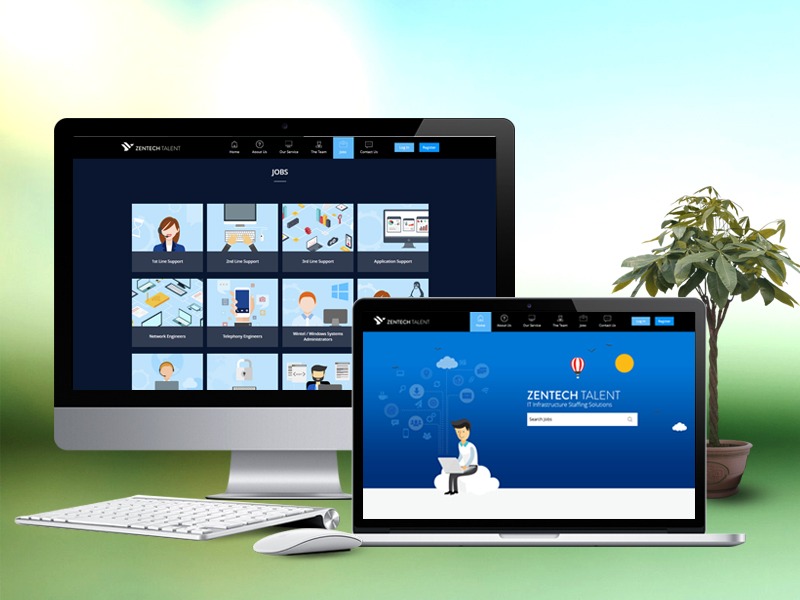 ZENTECH TALENT
Home About Us Our Service The Team Jobs Contact Us Log In Register
JOBS
1st Line Support 2nd Line Support 3rd Line Support Application Support
Network Engineers Telephony Engineers Wintel / Windows Systems
Administrators
ZENTECH TALENT
Home About Us Our Service The Team Jobs Contact Us Log In Register
ZENTECH TALENT
IT Infrastructure Staffing Solutions
Search Jobs